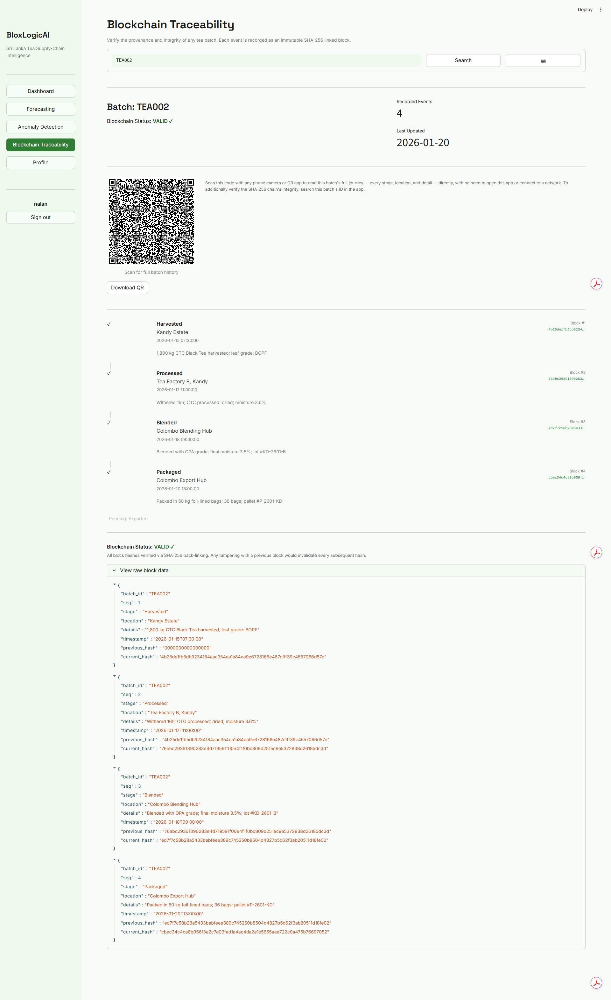 Deploy
BloxLogicAI
Sri Lanka Tea Supply-Chain
Intelligence
Dashboard
Forecasting
Anomaly Detection
Blockchain Traceability
Profile
nalan
Sign out
Blockchain Traceability
Verify the provenance and integrity of any tea batch. Each event is recorded as an immutable SHA-256 linked block.
TEA002
Search
Batch: TEA002
Blockchain Status: VALID ✓
Recorded Events
4
Last Updated
2026-01-20
Scan this code with any phone camera or QR app to read this batch's full journey — every stage, location, and detail — directly, with no need to open this app or connect to a network. To
additionally verify the SHA-256 chain's integrity, search this batch's ID in the app.
Scan for full batch history
Download QR
✓
Harvested
Block #1
Kandy Estate
4b25de1fb5db9234…
2026-01-15 07:30:00
1,800 kg CTC Black Tea harvested; leaf grade: BOPF
✓
Processed
Block #2
Tea Factory B, Kandy
76ebc29361390283…
2026-01-17 11:00:00
Withered 16h; CTC processed; dried; moisture 3.6%
✓
Blended
Block #3
Colombo Blending Hub
ed7f7c58b28a5433…
2026-01-18 09:00:00
Blended with OPA grade; final moisture 3.5%; lot #KD-2601-B
✓
Packaged
Block #4
Colombo Export Hub
cbec34c4ca8b056f…
2026-01-20 13:00:00
Packed in 50 kg foil-lined bags; 36 bags; pallet #P-2601-KD
Pending: Exported
Blockchain Status: VALID ✓
All block hashes verified via SHA-256 back-linking. Any tampering with a previous block would invalidate every subsequent hash.
View raw block data
{
"batch_id" : "TEA002"
"seq" : 1
"stage" : "Harvested"
"location" : "Kandy Estate"
"details" : "1,800 kg CTC Black Tea harvested; leaf grade: BOPF"
"timestamp" : "2026-01-15T07:30:00"
"previous_hash" : "0000000000000000"
"current_hash" : "4b25de1fb5db9234184aac354ea1a84ea9e6728166e487cfff39c4557066d57e"
}
{
"batch_id" : "TEA002"
"seq" : 2
"stage" : "Processed"
"location" : "Tea Factory B, Kandy"
"details" : "Withered 16h; CTC processed; dried; moisture 3.6%"
"timestamp" : "2026-01-17T11:00:00"
"previous_hash" : "4b25de1fb5db9234184aac354ea1a84ea9e6728166e487cfff39c4557066d57e"
"current_hash" : "76ebc29361390283e4d719591f00e4f1f0bc809d251ec9e5372838d26185dc3d"
}
{
"batch_id" : "TEA002"
"seq" : 3
"stage" : "Blended"
"location" : "Colombo Blending Hub"
"details" : "Blended with OPA grade; final moisture 3.5%; lot #KD-2601-B"
"timestamp" : "2026-01-18T09:00:00"
"previous_hash" : "76ebc29361390283e4d719591f00e4f1f0bc809d251ec9e5372838d26185dc3d"
"current_hash" : "ed7f7c58b28a5433bebfeee389c745250b8504d4827b5d62f3ab20511d18fe02"
}
{
"batch_id" : "TEA002"
"seq" : 4
"stage" : "Packaged"
"location" : "Colombo Export Hub"
"details" : "Packed in 50 kg foil-lined bags; 36 bags; pallet #P-2601-KD"
"timestamp" : "2026-01-20T13:00:00"
"previous_hash" : "ed7f7c58b28a5433bebfeee389c745250b8504d4827b5d62f3ab20511d18fe02"
"current_hash" : "cbec34c4ca8b056f3e2c7e03fad1a4ac4da2e1e5655aae722c0a475b76697052"
}